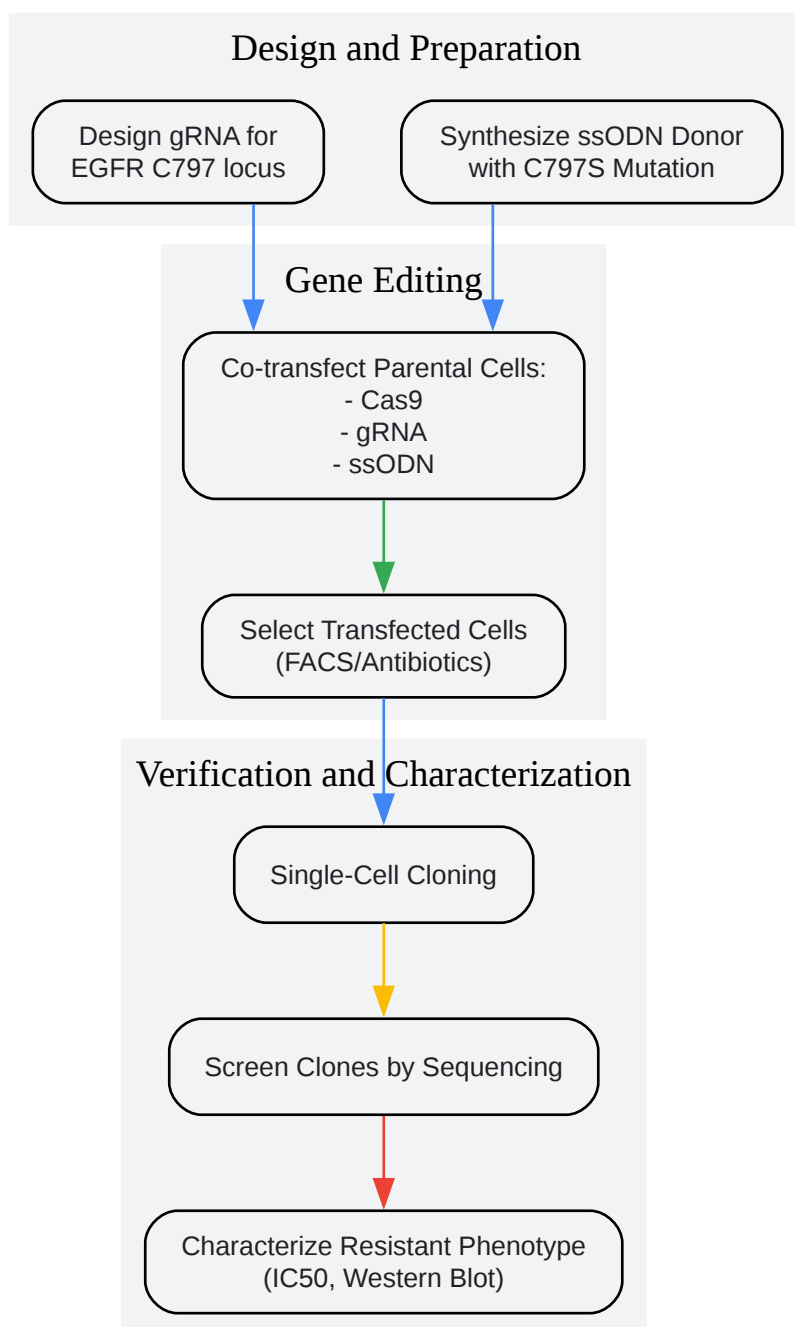 Design and Preparation
Design gRNA for
EGFR C797 locus
Synthesize ssODN Donor
with C797S Mutation
Gene Editing
Co-transfect Parental Cells:
- Cas9
- gRNA
- ssODN
Select Transfected Cells
(FACS/Antibiotics)
Verification and Characterization
Single-Cell Cloning
Screen Clones by Sequencing
Characterize Resistant Phenotype
(IC50, Western Blot)